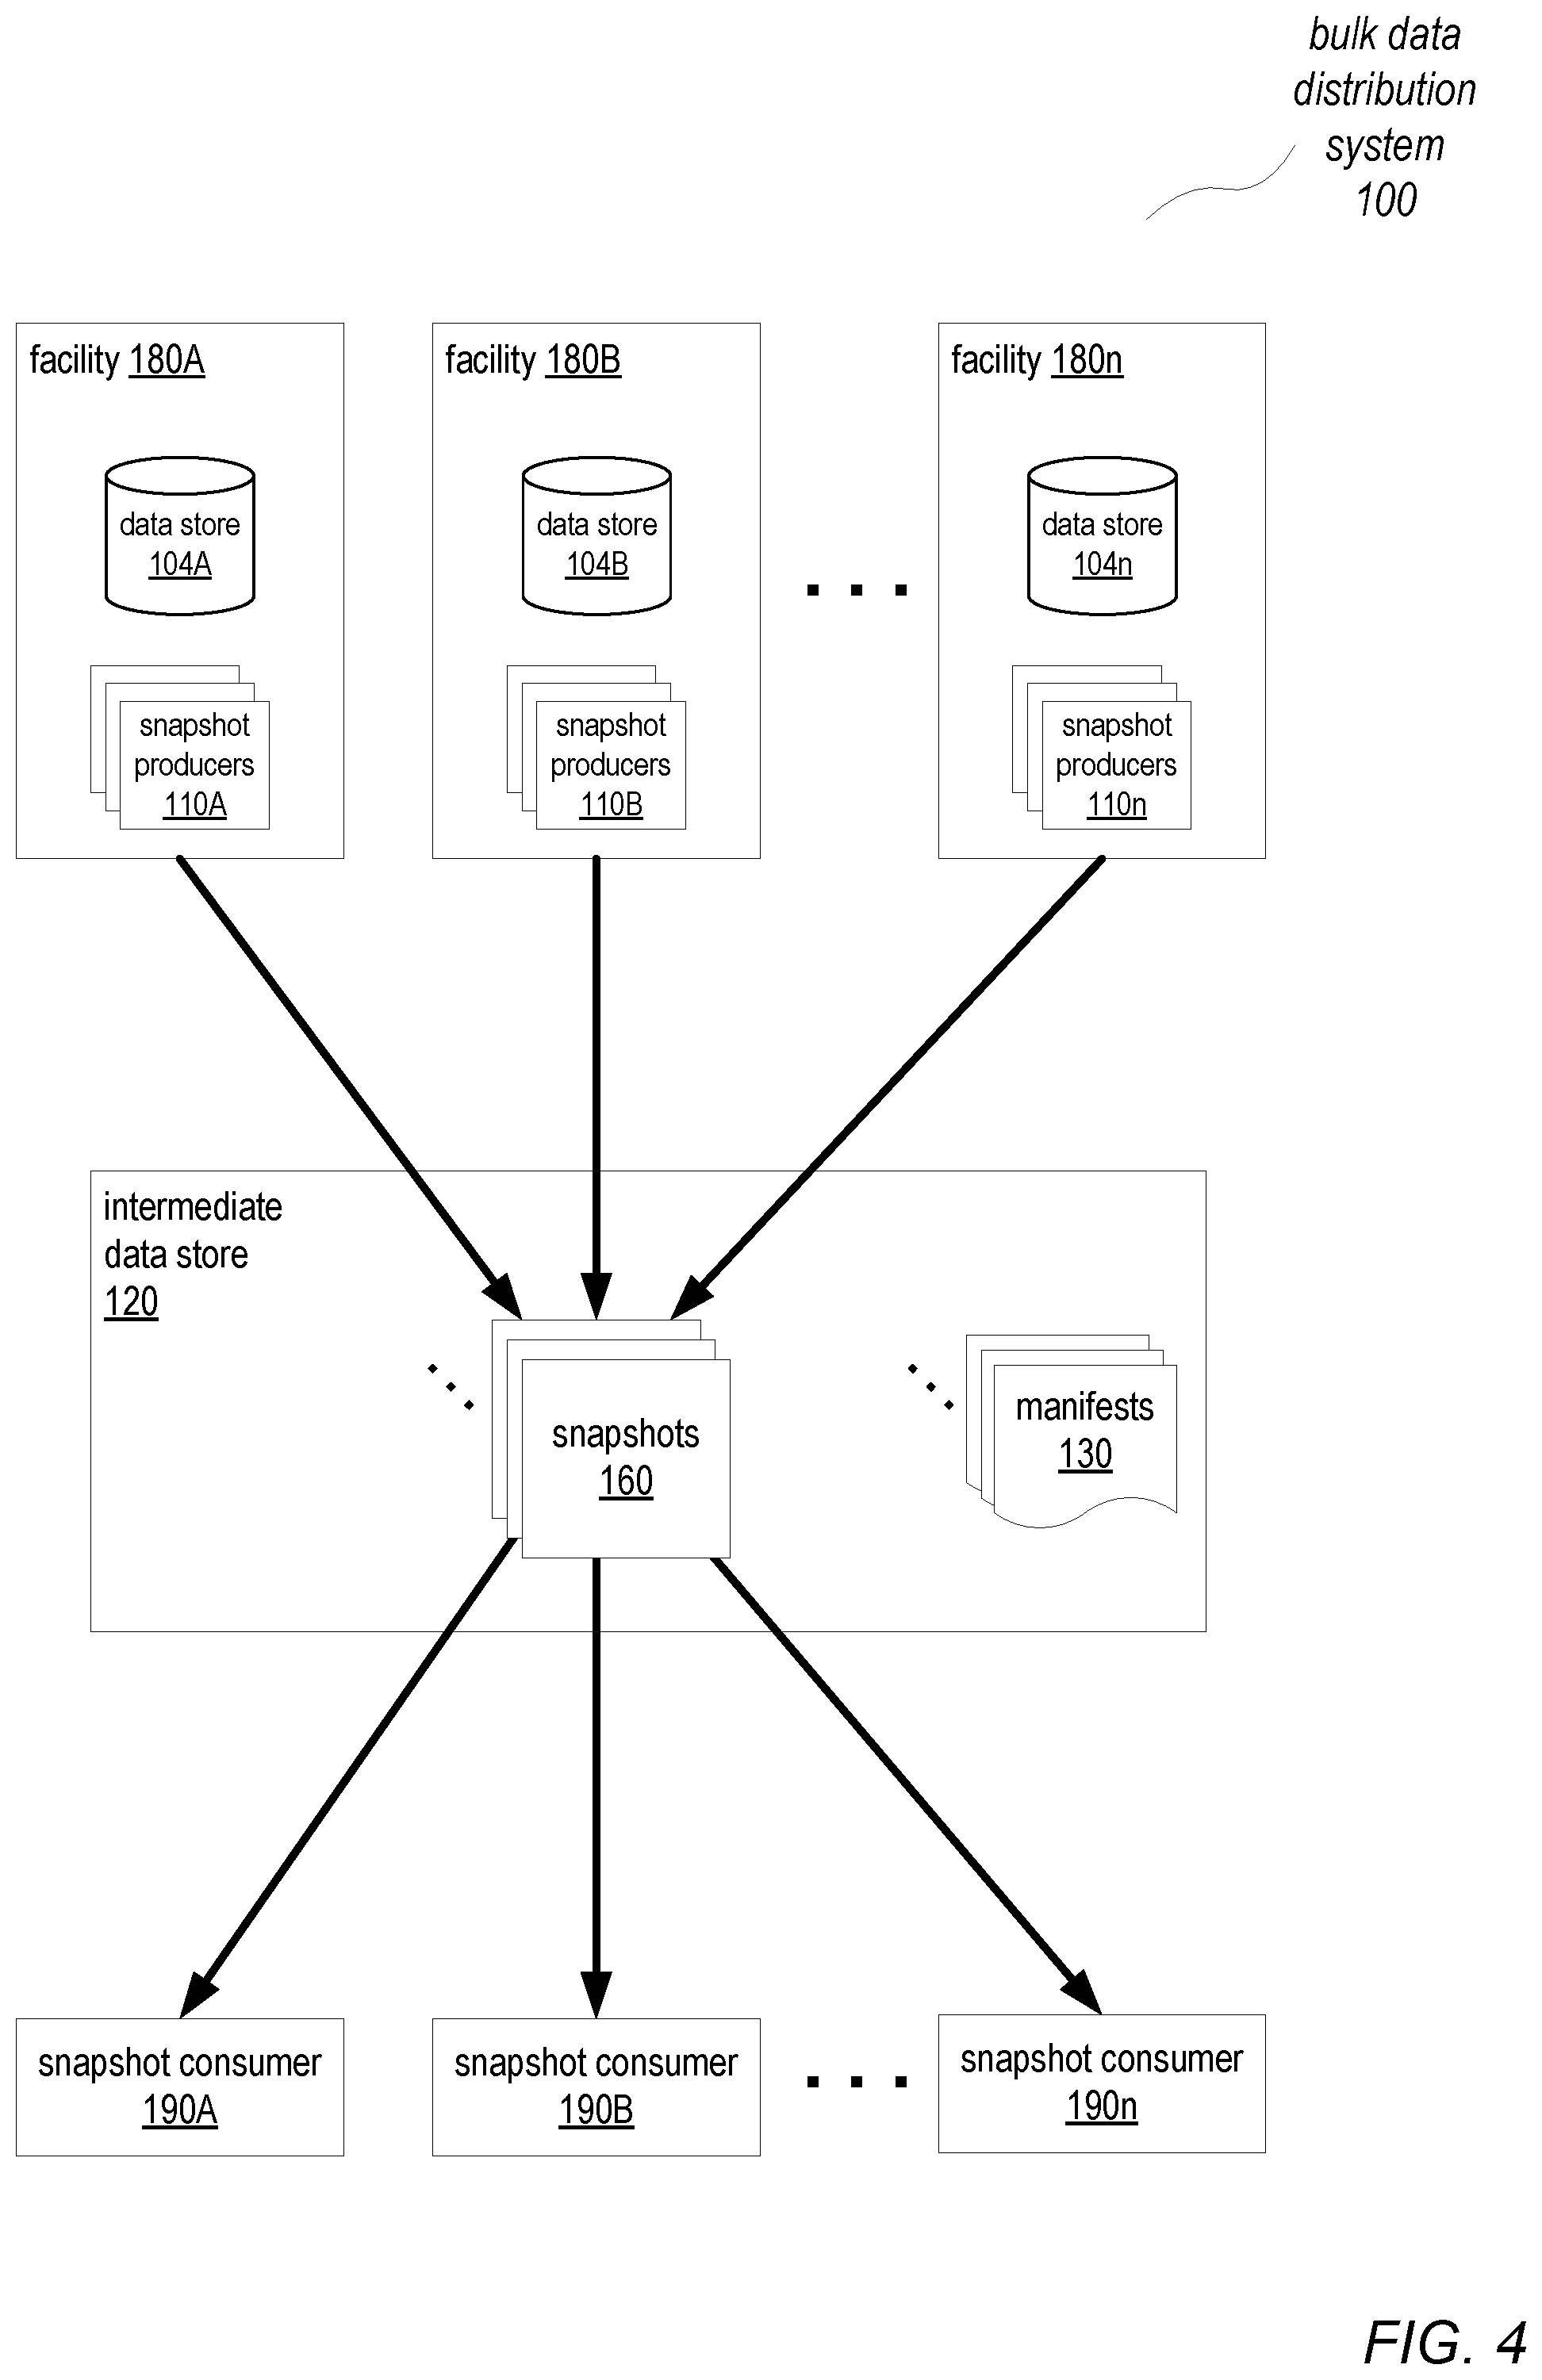 bulk data
distribution
system
100
facility 180A
data store
104A
snapshot
producers
110A
facility 180B
data store
104B
snapshot
producers
110B
facility 180n
data store
104n
snapshot
producers
110n
intermediate
data store
120
snapshots
160
manifests
130
snapshot consumer
190A
snapshot consumer
190B
snapshot consumer
190n
FIG. 4